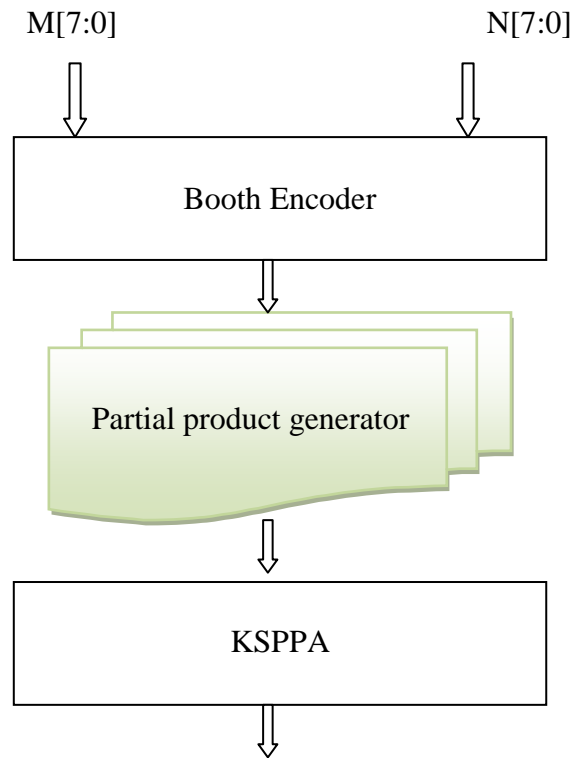 M[7:0]
N[7:0]
Booth Encoder
Partial product generator
KSPPA